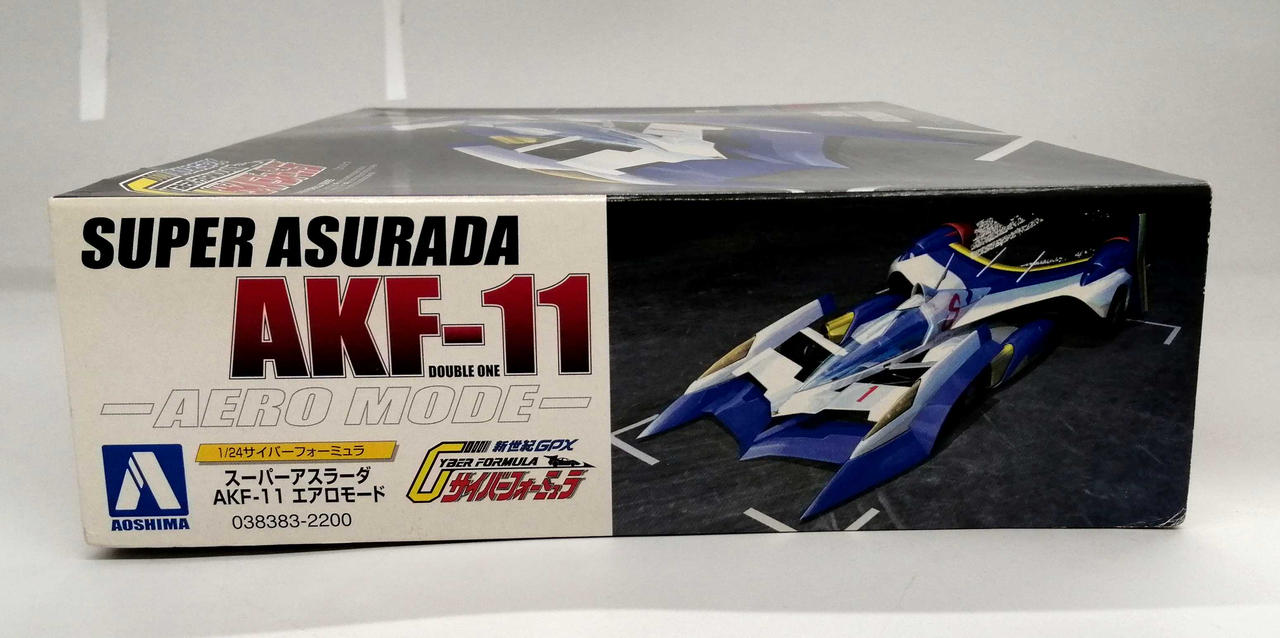 SUPER ASURADA
AKF-11
DOUBLE ONE
-AERO MODE-
AOSHIMA
1/24サイバーフォーミュラ
スーパーアスラーダ
AKF-11 エアロモード
038383-2200
新世紀GPX
CYBER FORMULA
サイバーフォーミュラ
S
1